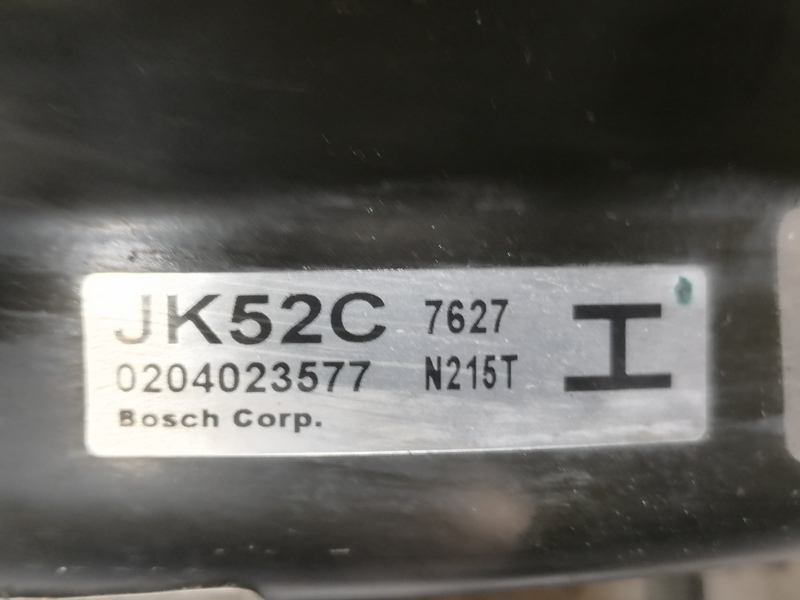 JK52C 7627
0204023577 N215T
Bosch Corp.
I